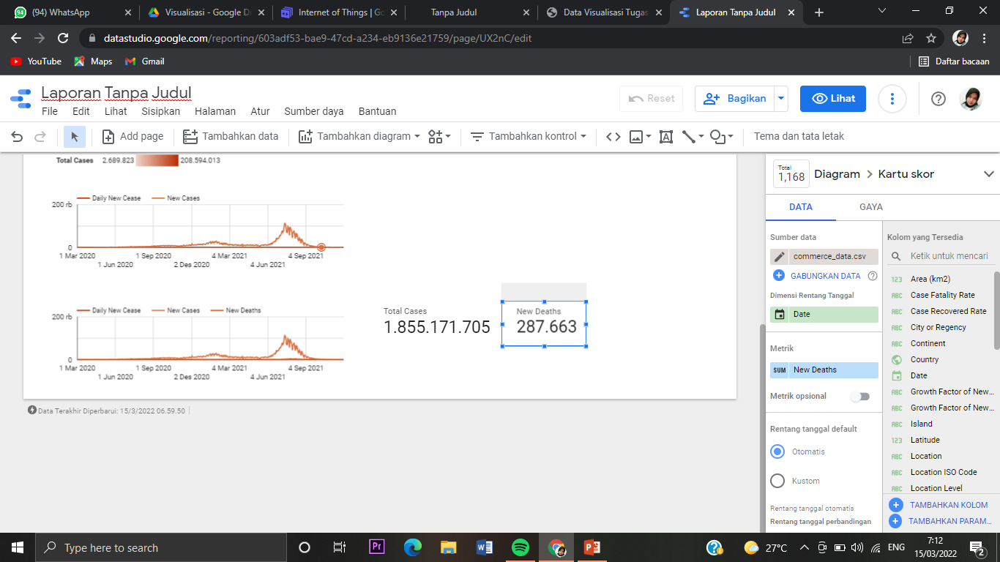 (94) WhatsApp
Visualisasi - Google Dr
Internet of Things | Go
Tanpa Judul
Data Visualisasi Tugas
Laporan Tanpa Judul
datastudio.google.com/reporting/603adf53-bae9-47cd-a234-eb9136e21759/page/UX2nC/edit
YouTube
Maps
Gmail
Daftar bacaan
Laporan Tanpa Judul
File Edit Lihat Sisipkan Halaman Atur Sumber daya Bantuan
Reset
Bagikan
Lihat
Add page
Tambahkan data
Tambahkan diagram
Tambahkan kontrol
Tema dan tata letak
Total Cases 2.689.823 208.594.013
Daily New Cease New Cases
200 rb
0
1 Mar 2020 1 Sep 2020 4 Mar 2021 4 Sep 2021
1 Jun 2020 2 Des 2020 4 Jun 2021
Daily New Cease New Cases New Deaths
200 rb
0
1 Mar 2020 1 Sep 2020 4 Mar 2021 4 Sep 2021
1 Jun 2020 2 Des 2020 4 Jun 2021
Total Cases
1.855.171.705
New Deaths
287.663
Data Terakhir Diperbarui: 15/3/2022 06.59.50
Total
1,168
Diagram
Kartu skor
DATA
GAYA
Sumber data
commerce_data.csv
GABUNGKAN DATA
Dimensi Rentang Tanggal
Date
Metrik
SUM New Deaths
Metrik opsional
Rentang tanggal default
Otomatis
Kustom
Rentang tanggal otomatis
Rentang tanggal perbandingan
Kolom yang Tersedia
Ketik untuk mencari
123 Area (km2)
ABC Case Fatality Rate
ABC Case Recovered Rate
ABC City or Regency
ABC Continent
Country
Date
ABC Growth Factor of New...
ABC Growth Factor of New...
ABC Island
123 Latitude
ABC Location
ABC Location ISO Code
ABC Location Level
TAMBAHKAN KOLOM
TAMBAHKAN PARAM...
Type here to search
Pr
27°C
ENG
7:12
15/03/2022
2